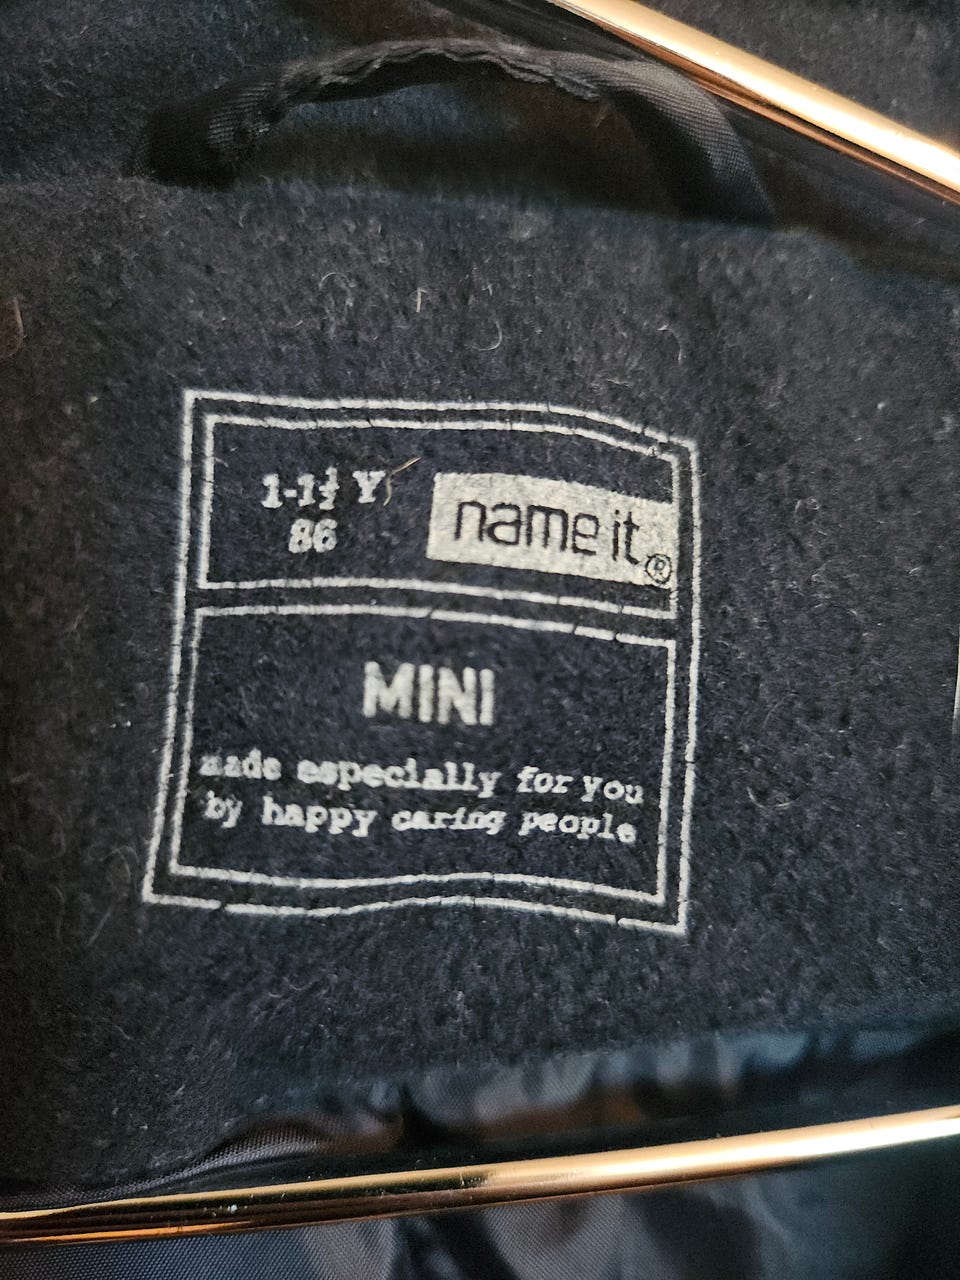 1-1½ Y
86
name it®
MINI
made especially for you
by happy caring people